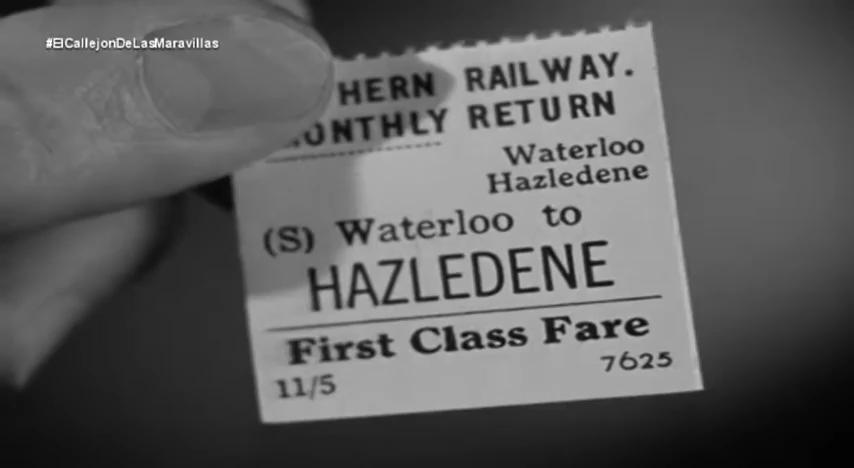 #ElCallejonDeLasMaravillas
HERN RAILWAY.
ONTHLY RETURN
Waterloo
Hazledene
(S) Waterloo to
HAZLEDENE
First Class Fare
11/5
7625